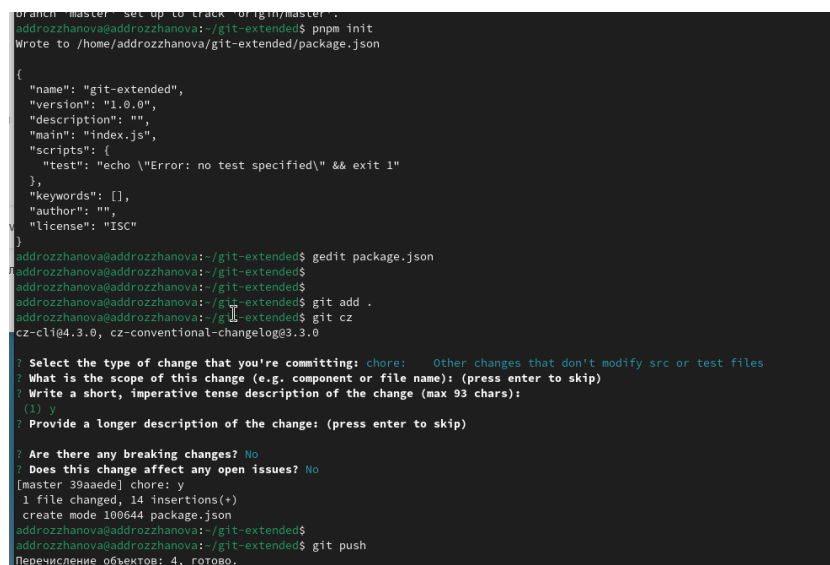 branch 'master' set up to track 'origin/master'.
addrozzhanova@addrozzhanova:~/git-extended$ pnpm init
Wrote to /home/addrozzhanova/git-extended/package.json
{
  "name": "git-extended",
  "version": "1.0.0",
  "description": "",
  "main": "index.js",
  "scripts": {
    "test": "echo \"Error: no test specified\" && exit 1"
  },
  "keywords": [],
  "author": "",
  "license": "ISC"
}
addrozzhanova@addrozzhanova:~/git-extended$ gedit package.json
addrozzhanova@addrozzhanova:~/git-extended$
addrozzhanova@addrozzhanova:~/git-extended$
addrozzhanova@addrozzhanova:~/git-extended$ git add .
addrozzhanova@addrozzhanova:~/git-extended$ git cz
cz-cli@4.3.0, cz-conventional-changelog@3.3.0
? Select the type of change that you're committing: chore:    Other changes that don't modify src or test files
? What is the scope of this change (e.g. component or file name): (press enter to skip)
? Write a short, imperative tense description of the change (max 93 chars):
 (1) y
? Provide a longer description of the change: (press enter to skip)
? Are there any breaking changes? No
? Does this change affect any open issues? No
[master 39aaede] chore: y
 1 file changed, 14 insertions(+)
 create mode 100644 package.json
addrozzhanova@addrozzhanova:~/git-extended$
addrozzhanova@addrozzhanova:~/git-extended$ git push
Перечисление объектов: 4, готово.